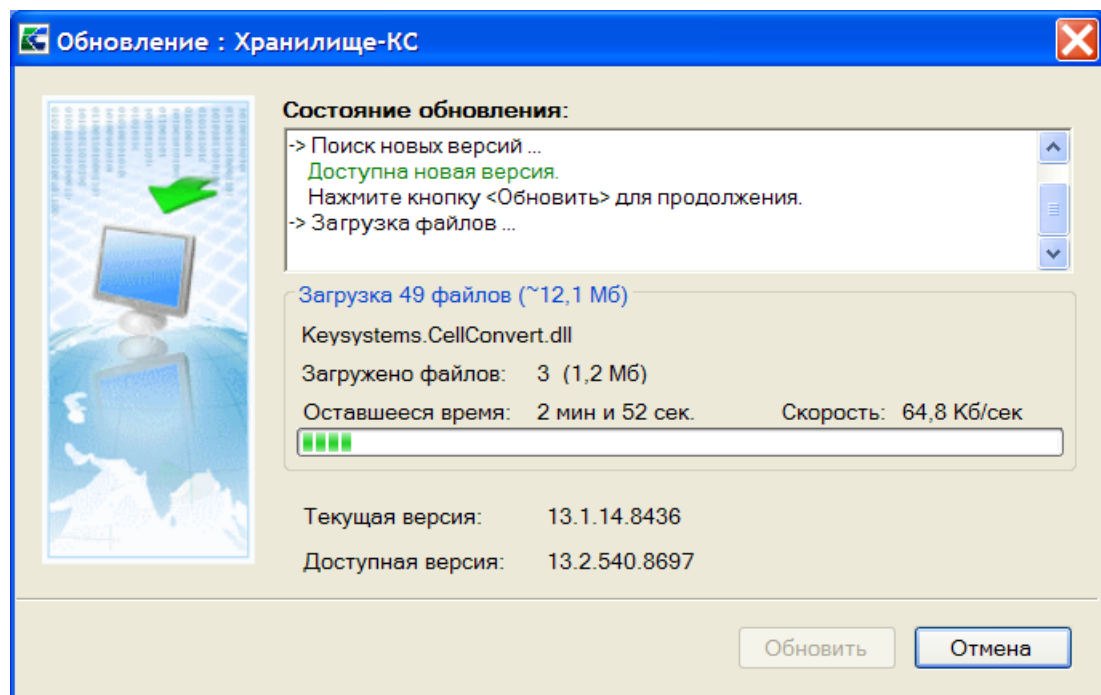 Обновление : Хранилище-КС
Состояние обновления:
-> Поиск новых версий ...
Доступна новая версия.
Нажмите кнопку <Обновить> для продолжения.
-> Загрузка файлов ...
Загрузка 49 файлов (~12,1 Мб)
Keysystems.CellConvert.dll
Загружено файлов: 3 (1,2 Мб)
Оставшееся время: 2 мин и 52 сек. Скорость: 64,8 Кб/сек
Текущая версия: 13.1.14.8436
Доступная версия: 13.2.540.8697
Обновить Отмена